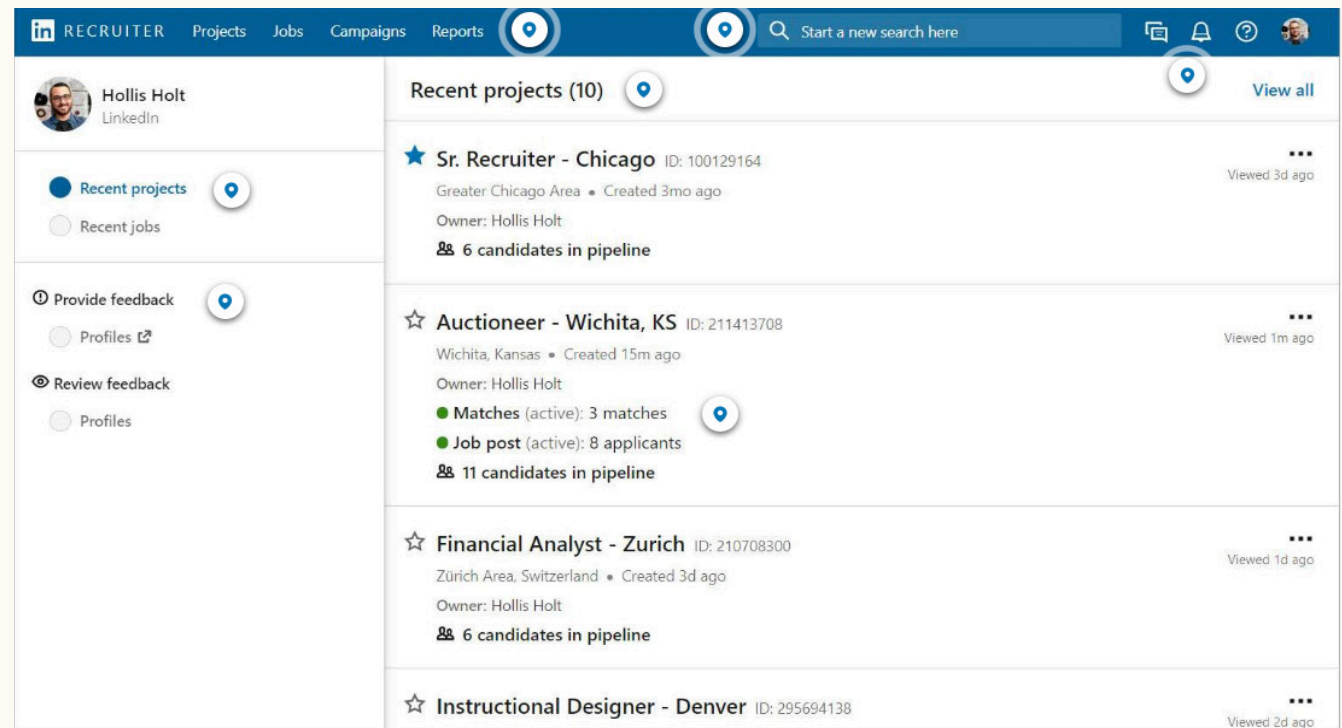 in RECRUITER Projects Jobs Campaigns Reports Start a new search here
Hollis Holt
LinkedIn
Recent projects
Recent jobs
Provide feedback
Profiles
Review feedback
Profiles
Recent projects (10) View all
Sr. Recruiter - Chicago ID: 100129164
Viewed 3d ago
Greater Chicago Area • Created 3mo ago
Owner: Hollis Holt
6 candidates in pipeline
Auctioneer - Wichita, KS ID: 211413708
Viewed 1m ago
Wichita, Kansas • Created 15m ago
Owner: Hollis Holt
Matches (active): 3 matches
Job post (active): 8 applicants
11 candidates in pipeline
Financial Analyst - Zurich ID: 210708300
Viewed 1d ago
Zürich Area, Switzerland • Created 3d ago
Owner: Hollis Holt
6 candidates in pipeline
Instructional Designer - Denver ID: 295694138
Viewed 2d ago